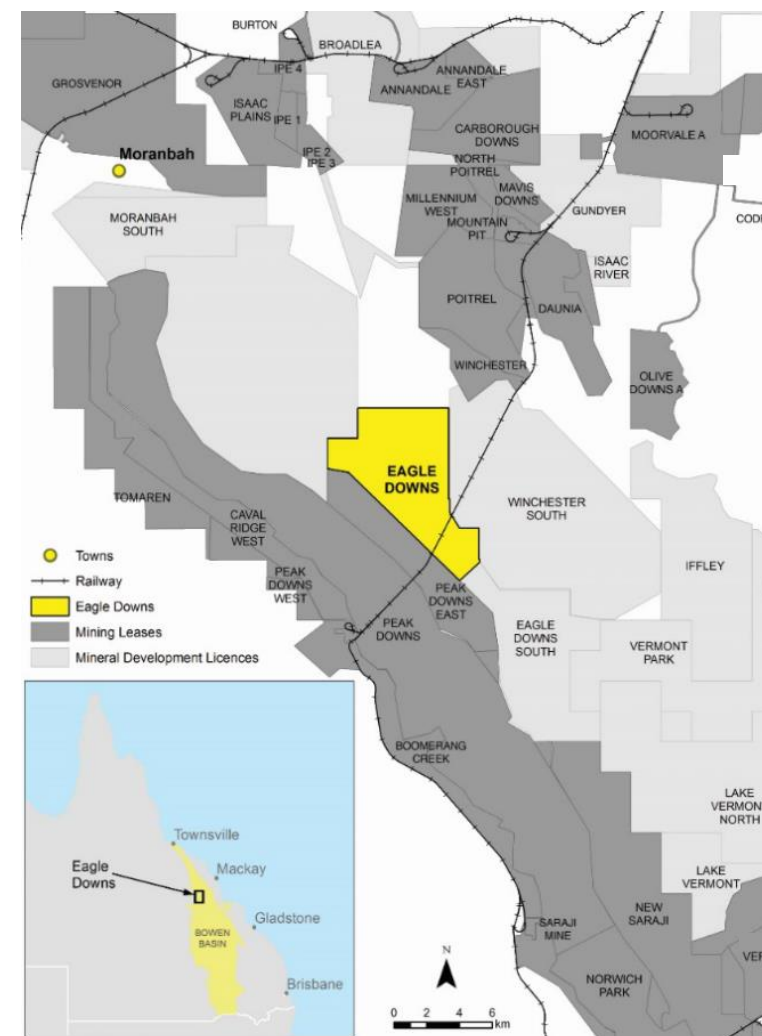 BURTON
BROADLEA
GROSVENOR
IPE 4
ANNANDALE
EAST
ANNANDALE
ISAAC
PLAINS
IPE 1
CARBOROUGH
DOWNS
MOORVALE A
Moranbah
IPE 2
IPE 3
NORTH
POITREL
MAVIS
DOWNS
MILLENNIUM
WEST
MORANBAH
SOUTH
MOUNTAIN
PIT
GUNDYER
ISAAC
RIVER
POITREL
DAUNIA
WINCHESTER
OLIVE
DOWNS A
EAGLE
DOWNS
TOMAREN
CAVAL
RIDGE
WEST
WINCHESTER
SOUTH
IFFLEY
Towns
Railway
Eagle Downs
Mining Leases
Mineral Development Licences
PEAK
DOWNS
WEST
PEAK
DOWNS
EAST
PEAK
DOWNS
EAGLE
DOWNS
SOUTH
VERMONT
PARK
BOOMERANG
CREEK
LAKE
VERMONT
NORTH
LAKE
VERMONT
NEW
SARAJI
SARAJI
MINE
NORWICH
PARK
Townsville
Eagle
Downs
Mackay
Gladstone
BOWEN
BASIN
Brisbane
N
0 2 4 6
km